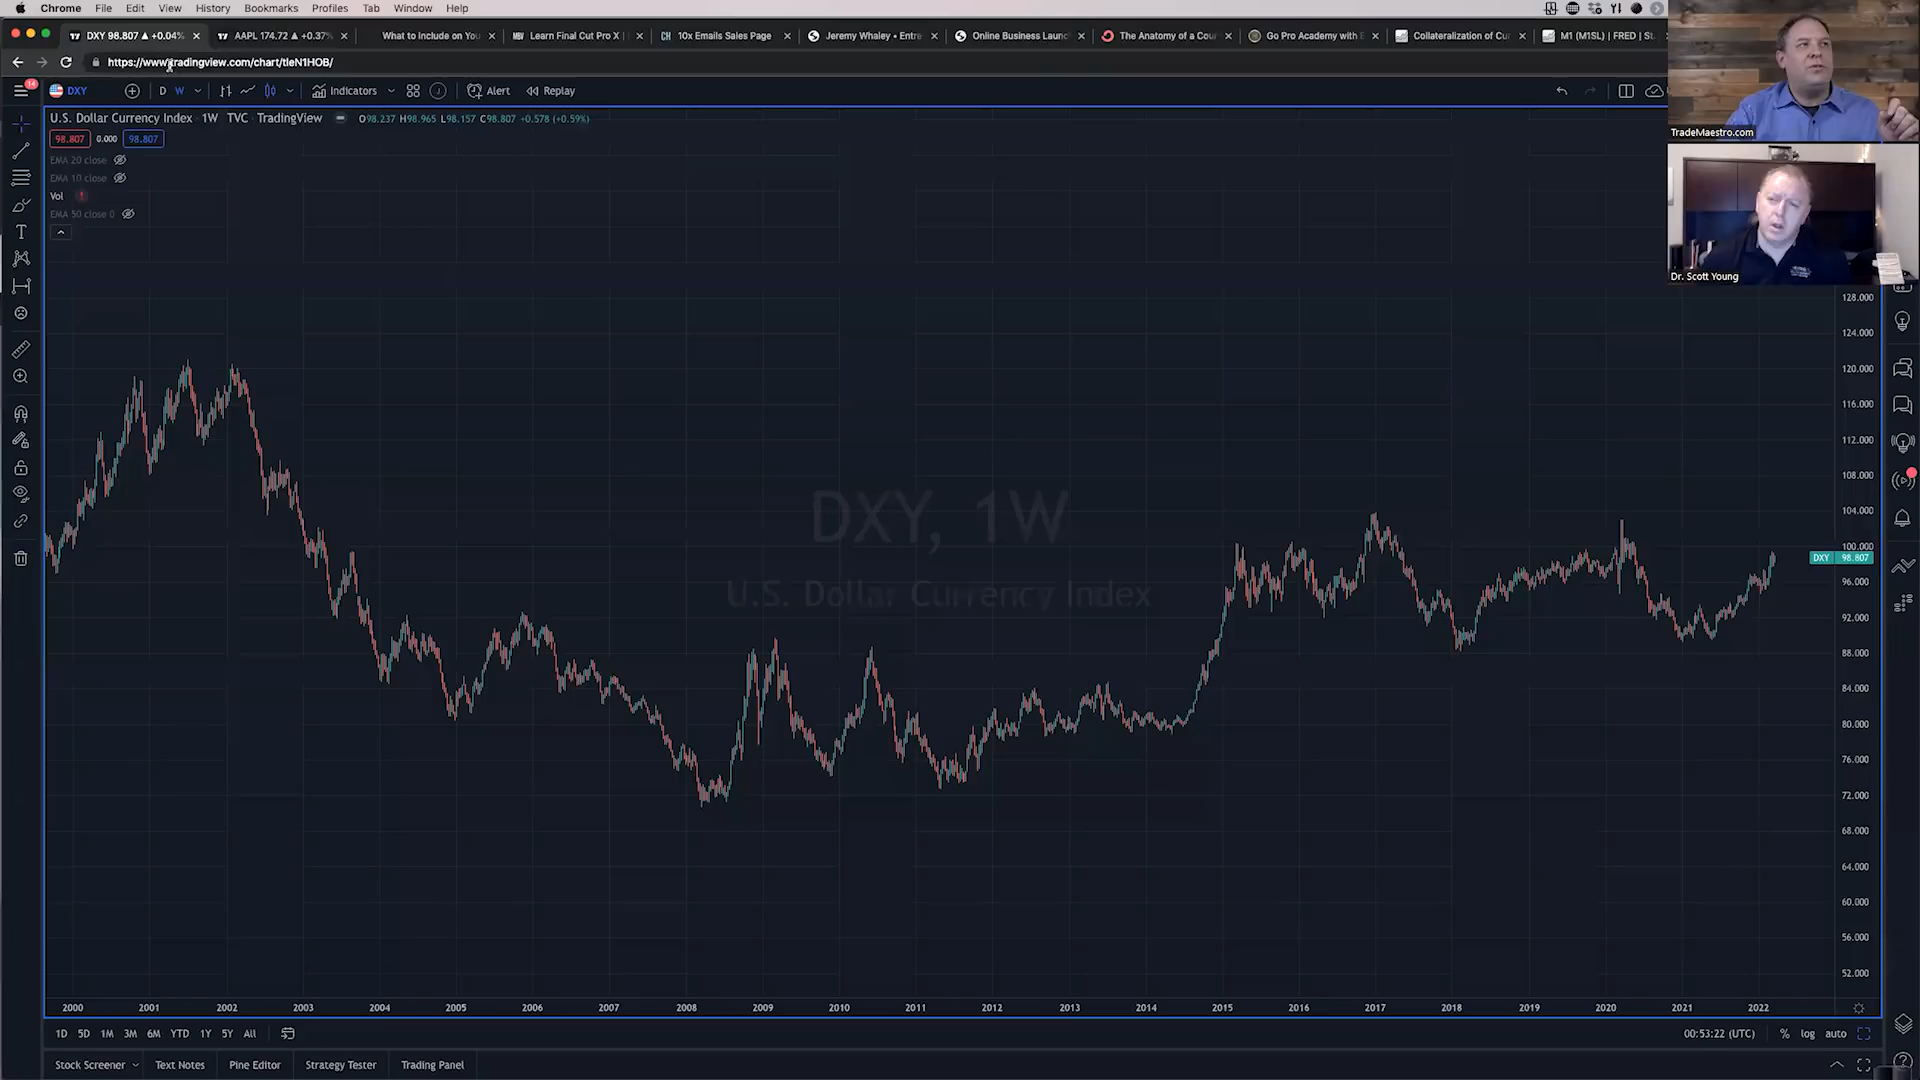 Chrome File Edit View History Bookmarks Profiles Tab Window Help
DXY 98.807 ▲ +0.04% AAPL 174.72 ▲ +0.37% What to Include on You Learn Final Cut Pro X 10x Emails Sales Page Jeremy Whaley • Entre Online Business Launc The Anatomy of a Cour Go Pro Academy with E Collateralization of Cur M1 (M1SL) | FRED | St.
https://www.tradingview.com/chart/tleN1HOB/
14
DXY D W Indicators Alert Replay
U.S. Dollar Currency Index · 1W TVC · TradingView O98.237 H98.965 L98.157 C98.807 +0.578 (+0.59%)
98.807 0.000 98.807
EMA 20 close
EMA 10 close
Vol
EMA 50 close 0
TradeMaestro.com
Dr. Scott Young
128.000
124.000
120.000
116.000
112.000
108.000
104.000
100.000
DXY 98.807
96.000
92.000
88.000
84.000
80.000
76.000
72.000
68.000
64.000
60.000
56.000
52.000
DXY, 1W
U.S. Dollar Currency Index
2000 2001 2002 2003 2004 2005 2006 2007 2008 2009 2010 2011 2012 2013 2014 2015 2016 2017 2018 2019 2020 2021 2022
1D 5D 1M 3M 6M YTD 1Y 5Y All 00:53:22 (UTC) % log auto
Stock Screener Text Notes Pine Editor Strategy Tester Trading Panel